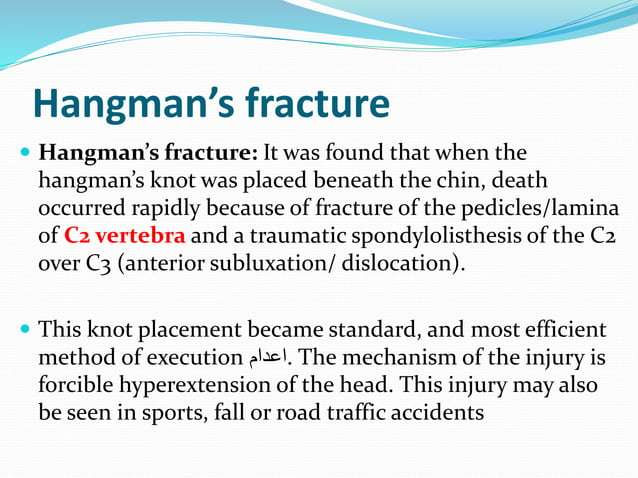 Hangman’s fracture
Hangman’s fracture: It was found that when the
hangman’s knot was placed beneath the chin, death
occurred rapidly because of fracture of the pedicles/lamina
of C2 vertebra and a traumatic spondylolisthesis of the C2
over C3 (anterior subluxation/ dislocation).
This knot placement became standard, and most efficient
method of execution اعدام. The mechanism of the injury is
forcible hyperextension of the head. This injury may also
be seen in sports, fall or road traffic accidents